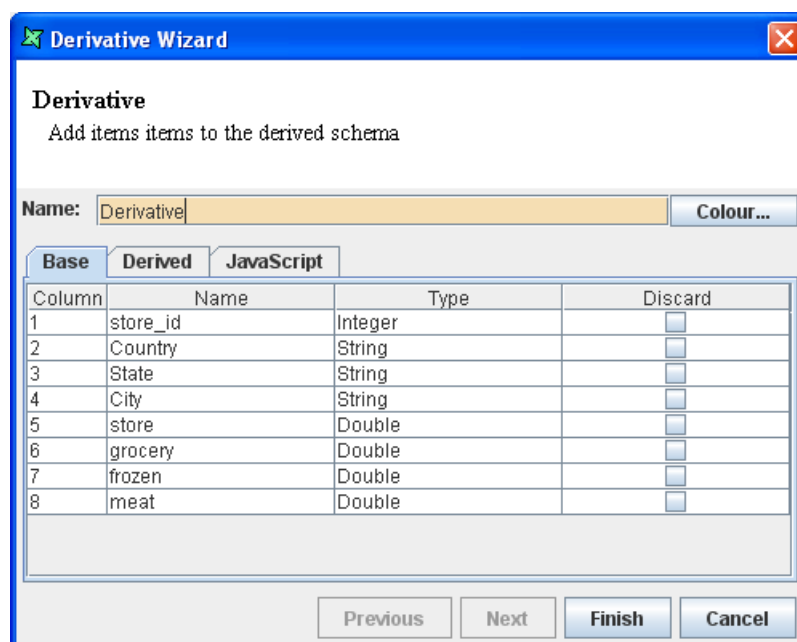 Derivative Wizard
Derivative
Add items items to the derived schema
Name: Derivative Colour...
Base Derived JavaScript
Column Name Type Discard
1 store_id Integer
2 Country String
3 State String
4 City String
5 store Double
6 grocery Double
7 frozen Double
8 meat Double
Previous Next Finish Cancel